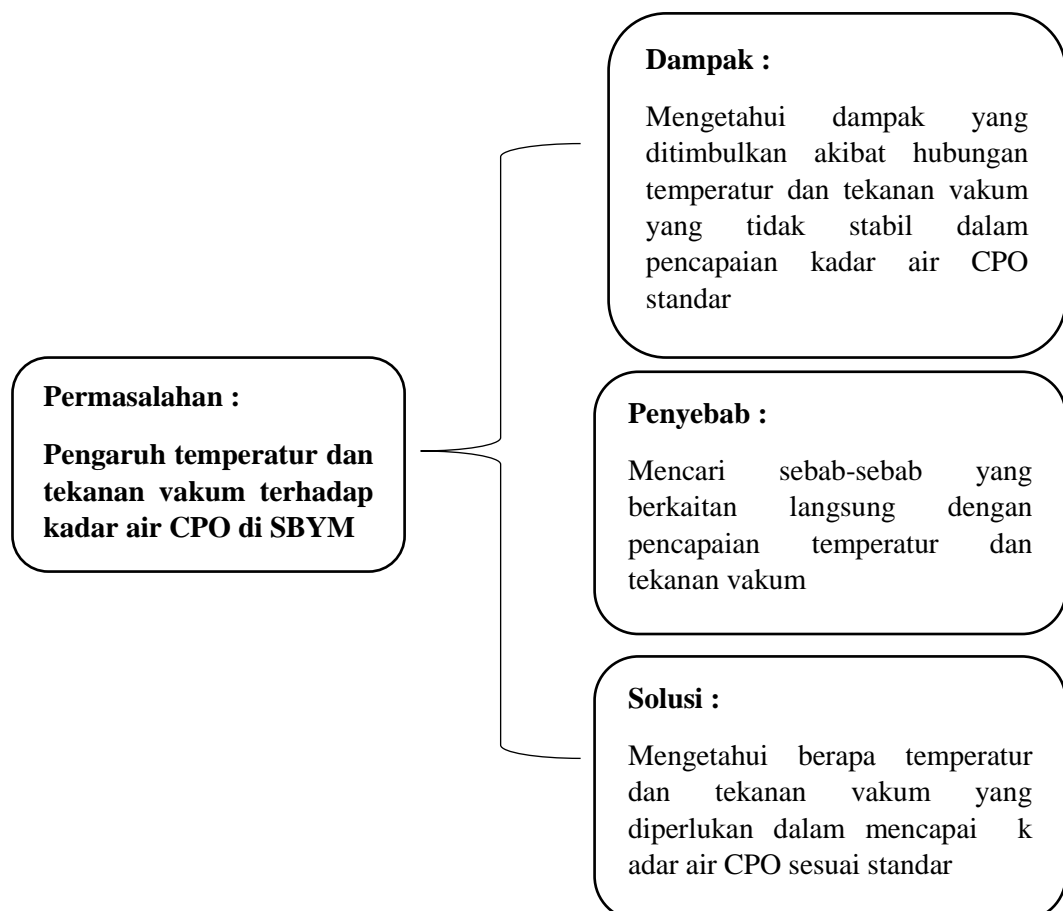 Dampak :
Mengetahui dampak yang
ditimbulkan akibat hubungan
temperatur dan tekanan vakum
yang tidak stabil dalam
pencapaian kadar air CPO
standar
Permasalahan :
Pengaruh temperatur dan
tekanan vakum terhadap
kadar air CPO di SBYM
Penyebab :
Mencari sebab-sebab yang
berkaitan langsung dengan
pencapaian temperatur dan
tekanan vakum
Solusi :
Mengetahui berapa temperatur
dan tekanan vakum yang
diperlukan dalam mencapai k
adar air CPO sesuai standar